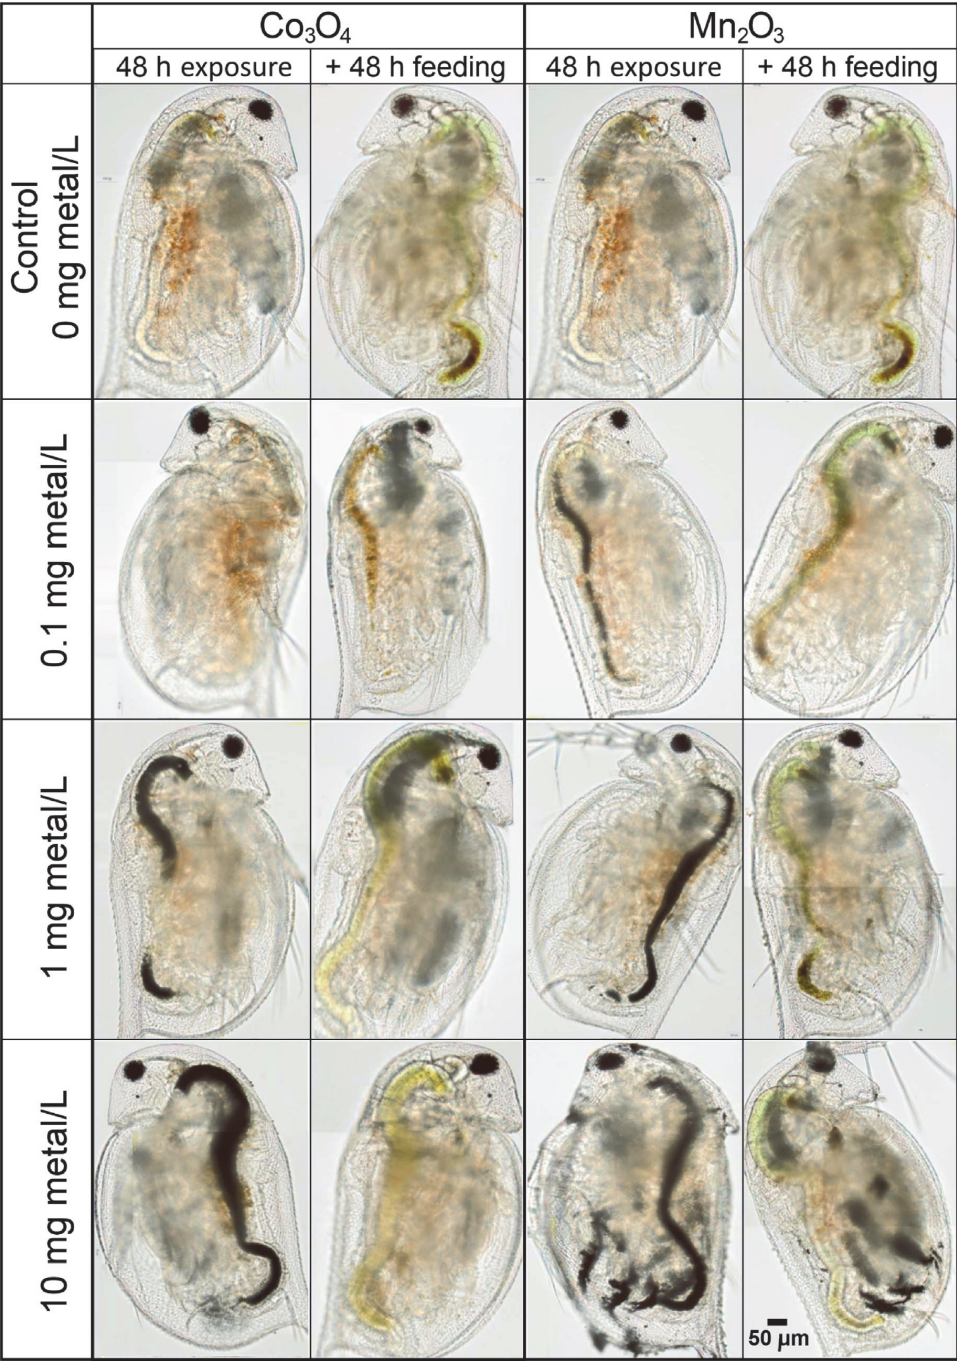 Co₃O₄ Mn₂O₃
48 h exposure + 48 h feeding 48 h exposure + 48 h feeding
Control
0 mg metal/L
0.1 mg metal/L
1 mg metal/L
10 mg metal/L
50 µm